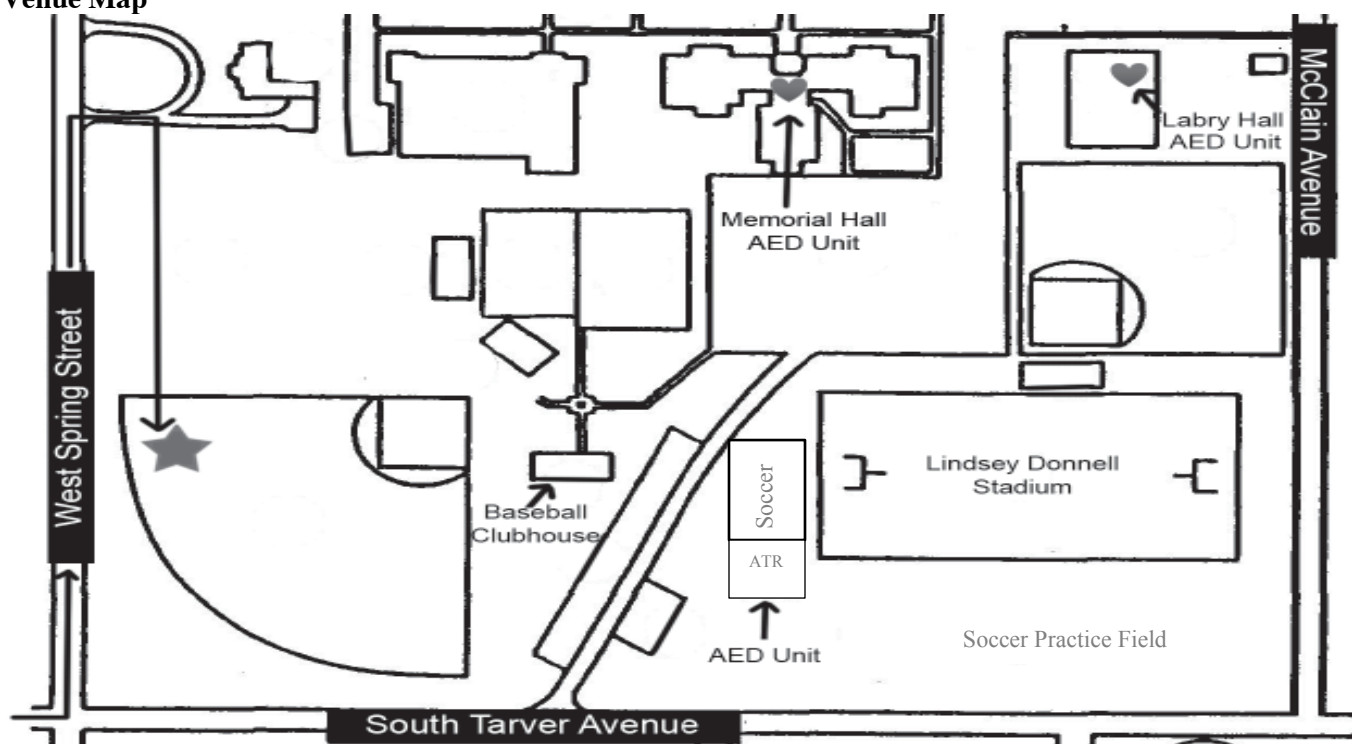 Venue Map
McClain Avenue
Labry Hall
AED Unit
Memorial Hall
AED Unit
West Spring Street
Lindsey Donnell
Stadium
Soccer
Baseball
Clubhouse
ATR
AED Unit
Soccer Practice Field
South Tarver Avenue